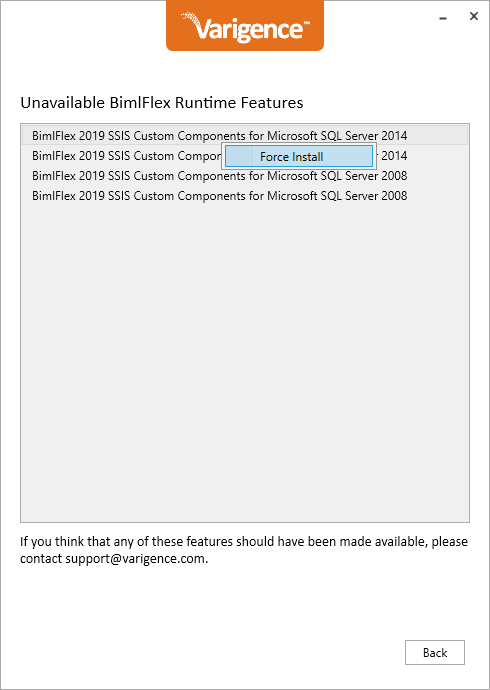 Varigence™
Unavailable BimlFlex Runtime Features
BimlFlex 2019 SSIS Custom Components for Microsoft SQL Server 2014
BimlFlex 2019 SSIS Custom Compor 2014
Force Install
BimlFlex 2019 SSIS Custom Components for Microsoft SQL Server 2008
BimlFlex 2019 SSIS Custom Components for Microsoft SQL Server 2008
If you think that any of these features should have been made available, please
contact support@varigence.com.
Back